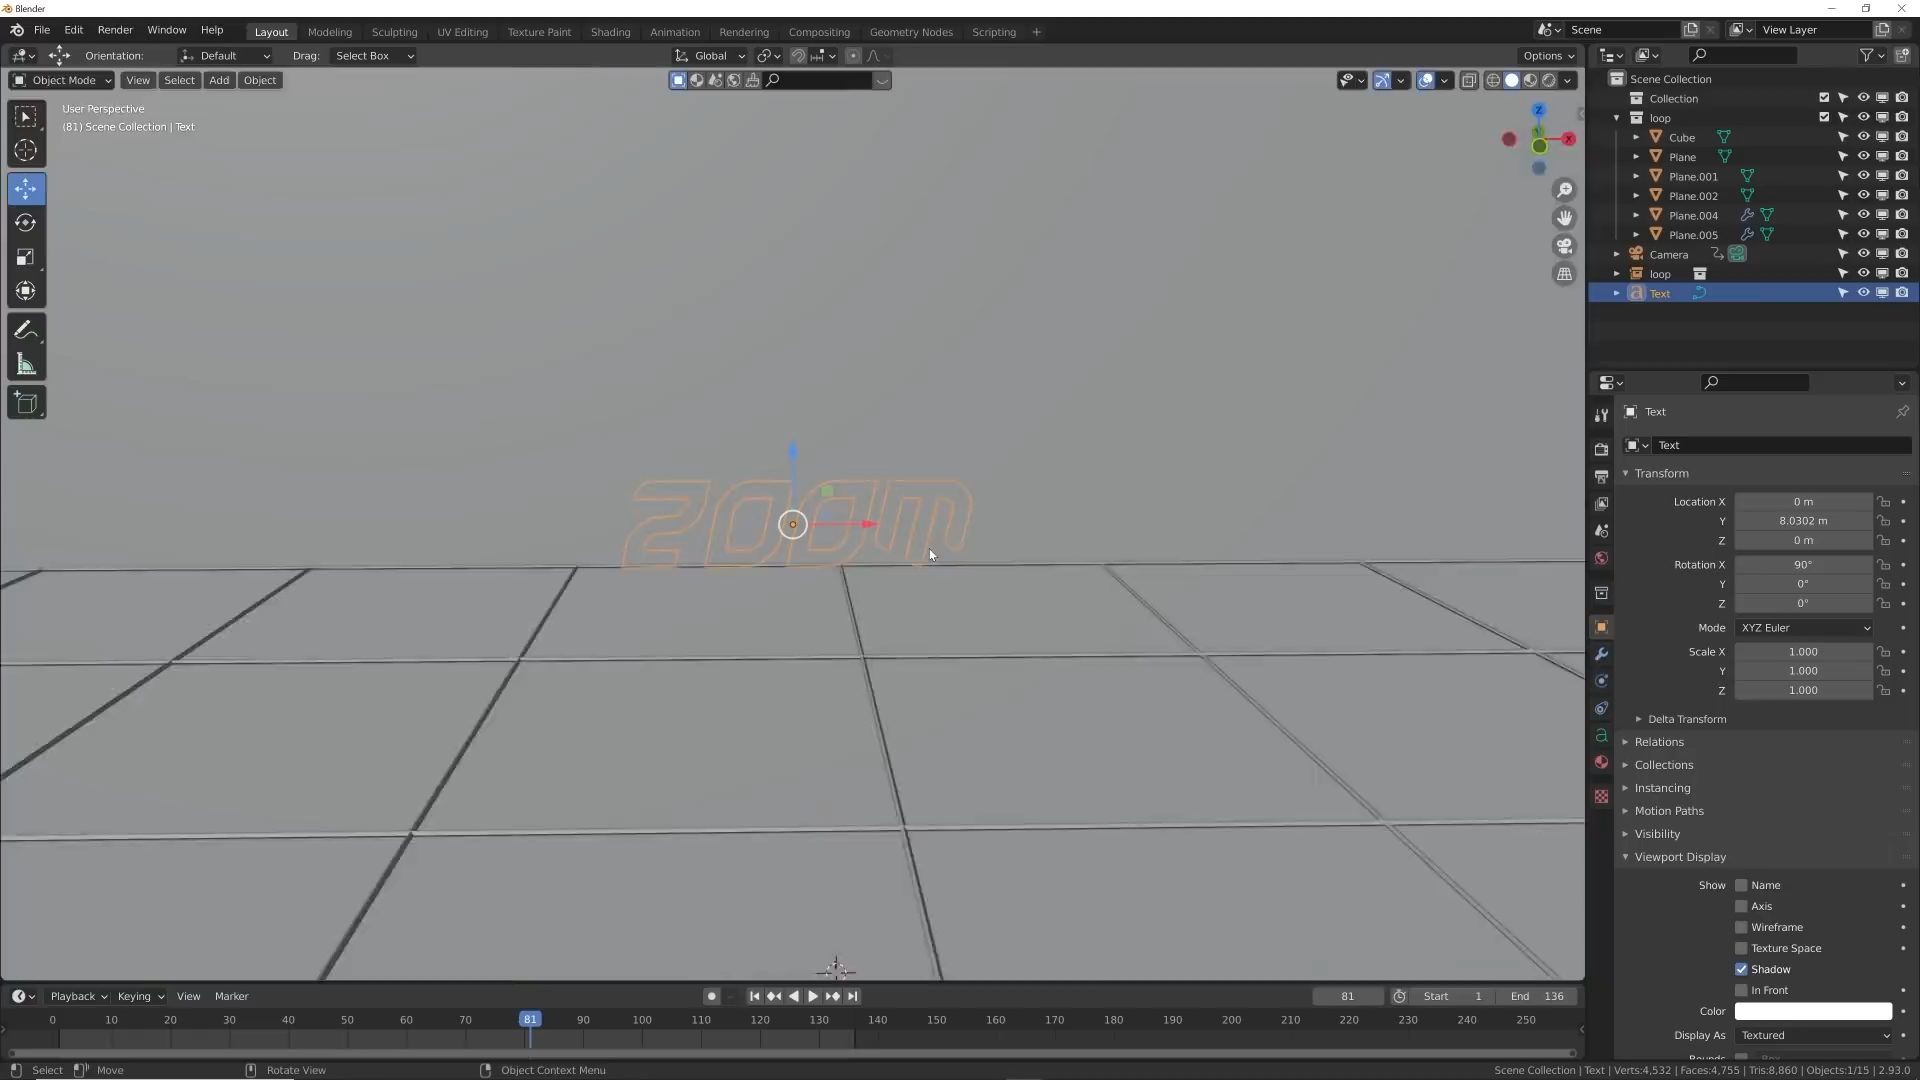 Blender
File Edit Render Window Help Layout Modeling Sculpting UV Editing Texture Paint Shading Animation Rendering Compositing Geometry Nodes Scripting + Scene View Layer
Orientation: Default Drag: Select Box Global Options
Object Mode View Select Add Object
User Perspective
(81) Scene Collection | Text
Z
X
ZOOM
Scene Collection
Collection
loop
Cube
Plane
Plane.001
Plane.002
Plane.004
Plane.005
Camera
loop
Text
Text
Text
Transform
Location X 0 m
Y 8.0302 m
Z 0 m
Rotation X 90°
Y 0°
Z 0°
Mode XYZ Euler
Scale X 1.000
Y 1.000
Z 1.000
Delta Transform
Relations
Collections
Instancing
Motion Paths
Visibility
Viewport Display
Show Name
Axis
Wireframe
Texture Space
Shadow
In Front
Color
Display As Textured
Playback Keying View Marker 81 Start 1 End 136
0 10 20 30 40 50 60 70 81 90 100 110 120 130 140 150 160 170 180 190 200 210 220 230 240 250
Select Move Rotate View Object Context Menu Scene Collection | Text | Verts:4,532 | Faces:4,755 | Tris:8,860 | Objects:1/15 | 2.93.0